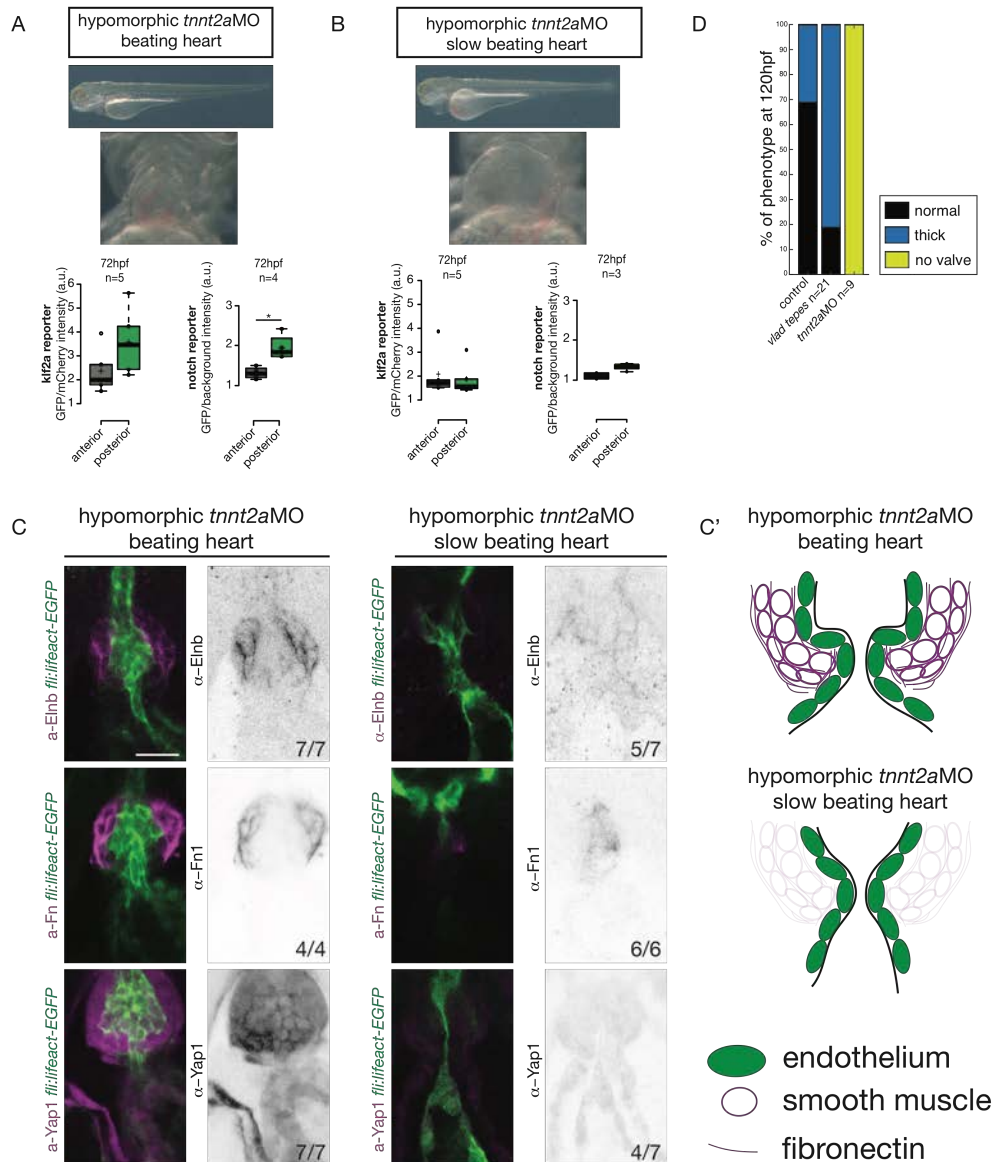 A
hypomorphic tnnt2aMO
beating heart
B
hypomorphic tnnt2aMO
slow beating heart
D
72hpf
n=5
klf2a reporter
GFP/mCherry intensity (a.u.)
6
5
4
3
2
1
anterior
posterior
72hpf
n=4
notch reporter
GFP/background intensity (a.u.)
3
2
1
*
anterior
posterior
72hpf
n=5
klf2a reporter
GFP/mCherry intensity (a.u.)
6
5
4
3
2
1
anterior
posterior
72hpf
n=3
notch reporter
GFP/background intensity (a.u.)
3
2
1
anterior
posterior
% of phenotype at 120hpf
100
90
80
70
60
50
40
30
20
10
0
control
vlad tepes n=21
tnnt2aMO n=9
normal
thick
no valve
C
hypomorphic tnnt2aMO
beating heart
hypomorphic tnnt2aMO
slow beating heart
a-Elnb fli:lifeact-EGFP
α–Elnb
7/7
α-Elnb fli:lifeact-EGFP
α–Elnb
5/7
a-Fn fli:lifeact-EGFP
α–Fn1
4/4
a-Fn fli:lifeact-EGFP
α–Fn1
6/6
a-Yap1 fli:lifeact-EGFP
α–Yap1
7/7
a-Yap1 fli:lifeact-EGFP
α–Yap1
4/7
C'
hypomorphic tnnt2aMO
beating heart
hypomorphic tnnt2aMO
slow beating heart
endothelium
smooth muscle
fibronectin